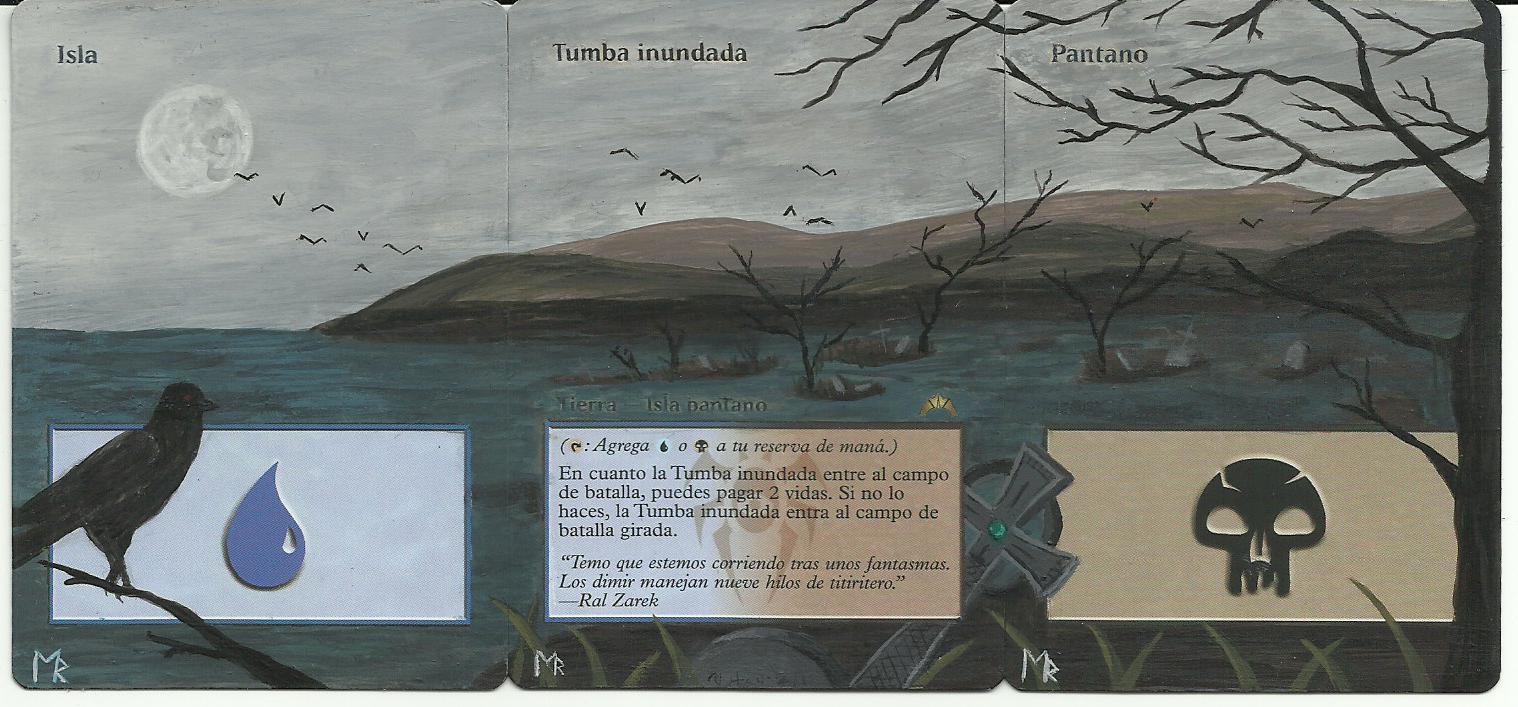 Isla
Tumba inundada
Pantano
Tierra — Isla pantano
( : Agrega o a tu reserva de maná.)
En cuanto la Tumba inundada entre al campo
de batalla, puedes pagar 2 vidas. Si no lo
haces, la Tumba inundada entra al campo de
batalla girada.
“Temo que estemos corriendo tras unos fantasmas.
Los dimir manejan nueve hilos de titiritero.”
—Ral Zarek
MR
MR
MR